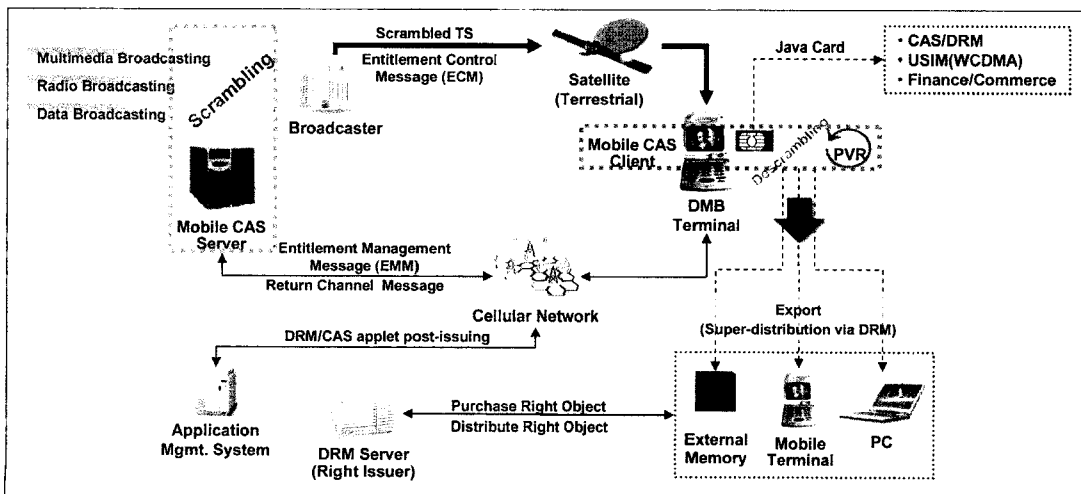 Multimedia Broadcasting
Radio Broadcasting
Data Broadcasting
Scrambling
Mobile CAS
Server
Broadcaster
Scrambled TS
Entitlement Control
Message (ECM)
Satellite
(Terrestrial)
Java Card
• CAS/DRM
• USIM(WCDMA)
• Finance/Commerce
Mobile CAS
Client
De-scrambling
PVR
DMB
Terminal
Entitlement Management
Message (EMM)
Return Channel Message
Cellular Network
Export
(Super-distribution via DRM)
DRM/CAS applet post-issuing
Application
Mgmt. System
DRM Server
(Right Issuer)
Purchase Right Object
Distribute Right Object
External
Memory
Mobile
Terminal
PC